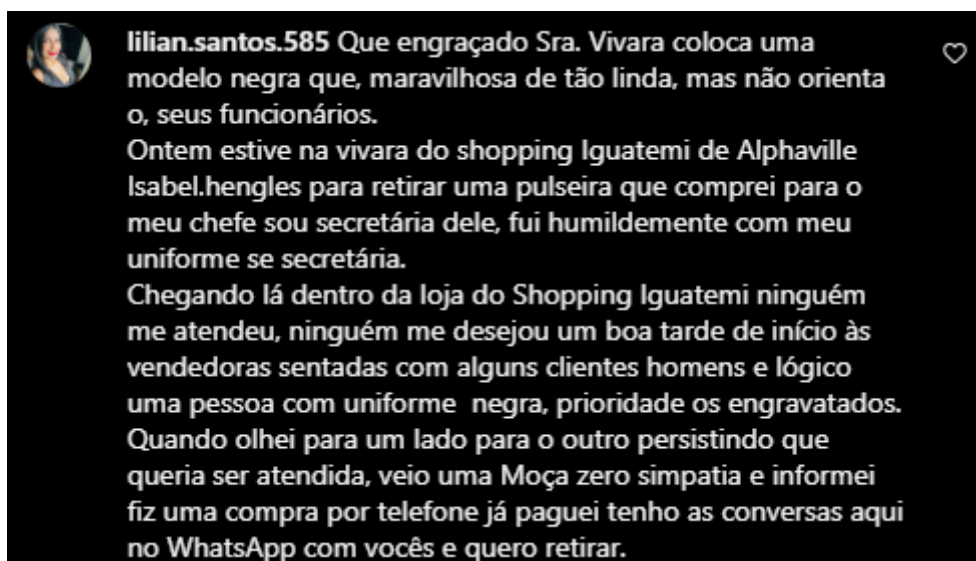 lilian.santos.585 Que engraçado Sra. Vivara coloca uma
modelo negra que, maravilhosa de tão linda, mas não orienta
o, seus funcionários.
Ontem estive na vivara do shopping Iguatemi de Alphaville
Isabel.hengles para retirar uma pulseira que comprei para o
meu chefe sou secretária dele, fui humildemente com meu
uniforme se secretária.
Chegando lá dentro da loja do Shopping Iguatemi ninguém
me atendeu, ninguém me desejou um boa tarde de início às
vendedoras sentadas com alguns clientes homens e lógico
uma pessoa com uniforme  negra, prioridade os engravatados.
Quando olhei para um lado para o outro persistindo que
queria ser atendida, veio uma Moça zero simpatia e informei
fiz uma compra por telefone já paguei tenho as conversas aqui
no WhatsApp com vocês e quero retirar.